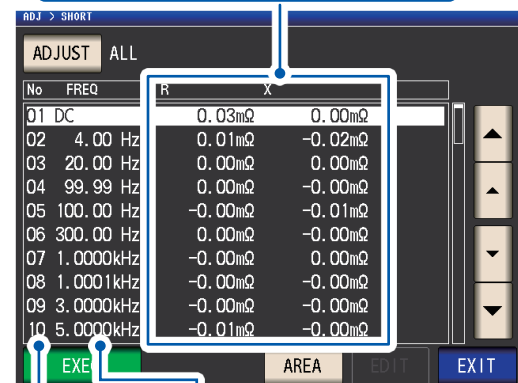 ADJ > SHORT
ADJUST ALL
No FREQ R X
01 DC 0.03mΩ 0.00mΩ
02 4.00 Hz 0.01mΩ -0.02mΩ
03 20.00 Hz 0.00mΩ 0.00mΩ
04 99.99 Hz 0.00mΩ -0.00mΩ
05 100.00 Hz -0.00mΩ -0.01mΩ
06 300.00 Hz 0.00mΩ -0.00mΩ
07 1.0000kHz -0.00mΩ 0.00mΩ
08 1.0001kHz -0.00mΩ -0.00mΩ
09 3.0000kHz -0.00mΩ -0.00mΩ
10 5.0000kHz -0.01mΩ -0.00mΩ
AREA EDIT EXIT